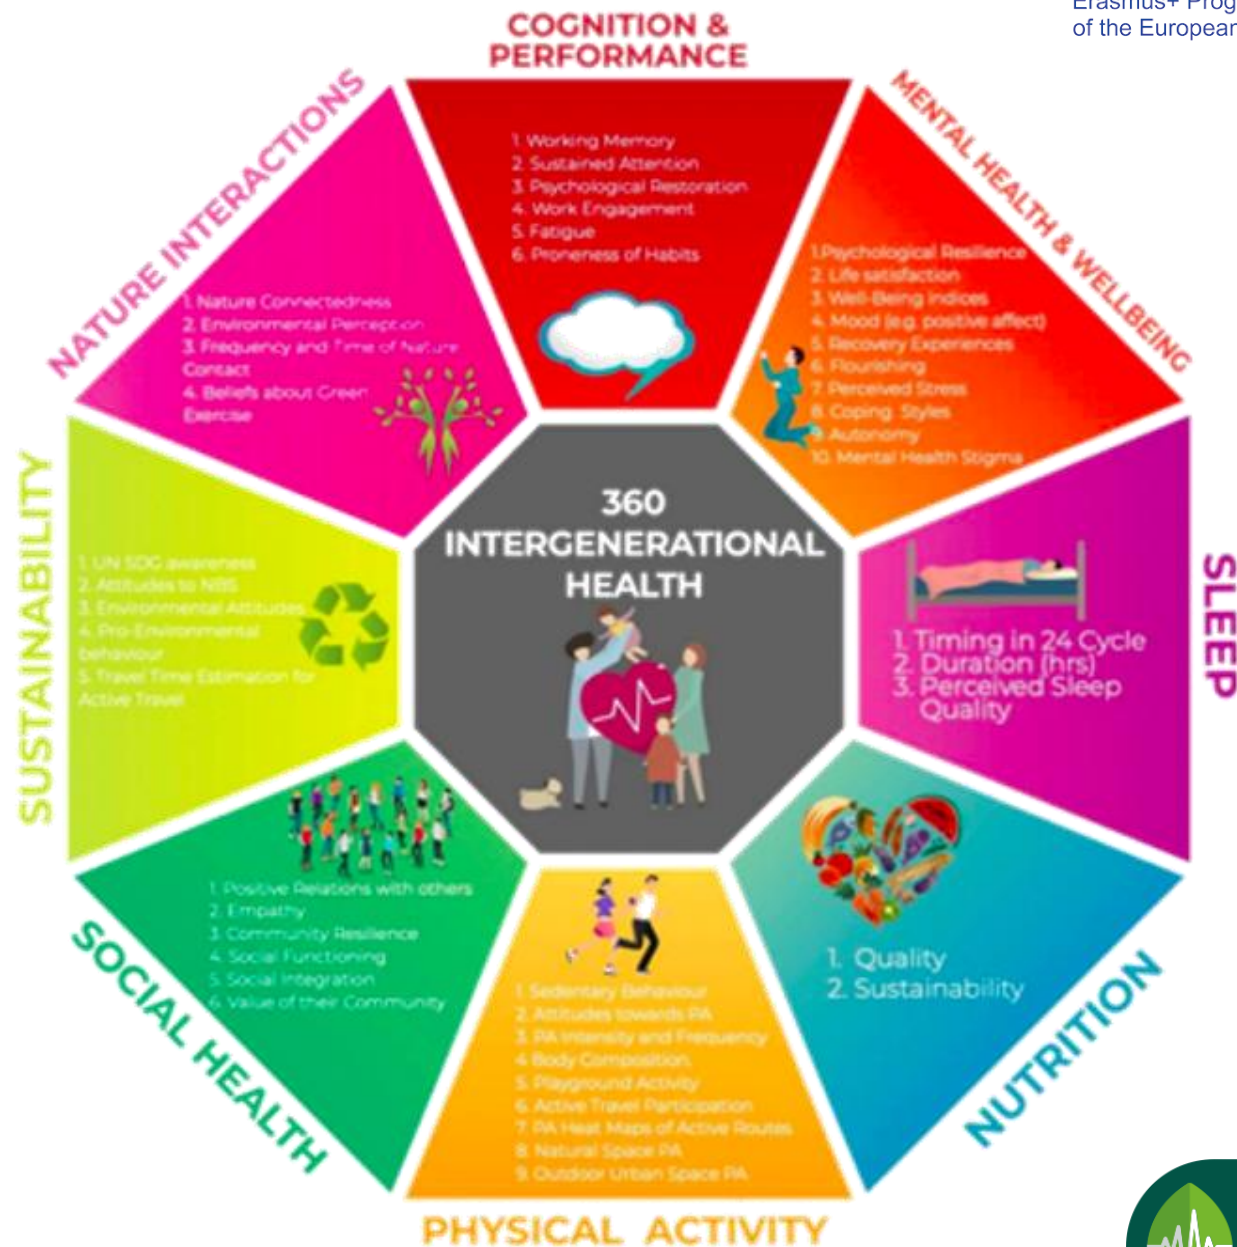 Erasmus+ Prog
of the European
COGNITION &
PERFORMANCE
1. Working Memory
2. Sustained Attention
3. Psychological Restoration
4. Work Engagement
5. Fatigue
6. Proneness of Habits
MENTAL HEALTH & WELLBEING
1.Psychological Resilience
2. Life satisfaction
3. Well-Being Indices
4. Mood (e.g. positive affect)
5. Recovery Experiences
6. Flourishing
7. Perceived Stress
8. Coping Styles
9. Autonomy
10. Mental Health Stigma
SLEEP
1. Timing in 24 Cycle
2. Duration (hrs)
3. Perceived Sleep
Quality
NUTRITION
1. Quality
2. Sustainability
PHYSICAL ACTIVITY
1. Sedentary Behaviour
2. Attitudes towards PA
3. PA Intensity and Frequency
4. Body Composition.
5. Playground Activity
6. Active Travel Participation
7. PA Heat Maps of Active Routes
8. Natural Space PA
9. Outdoor Urban Space PA
SOCIAL HEALTH
1. Positive Relations with others
2. Empathy
3. Community Resilience
4. Social Functioning
5. Social Integration
6. Value of their Community
SUSTAINABILITY
1. UN SDG awareness
2. Attitudes to NBS
3. Environmental Attitudes
4. Pro-Environmental
behaviour
5. Travel Time Estimation for
Active Travel
NATURE INTERACTIONS
1. Nature Connectedness
2. Environmental Perception
3. Frequency and Time of Nature
Contact
4. Beliefs about Green
Exercise
360
INTERGENERATIONAL
HEALTH